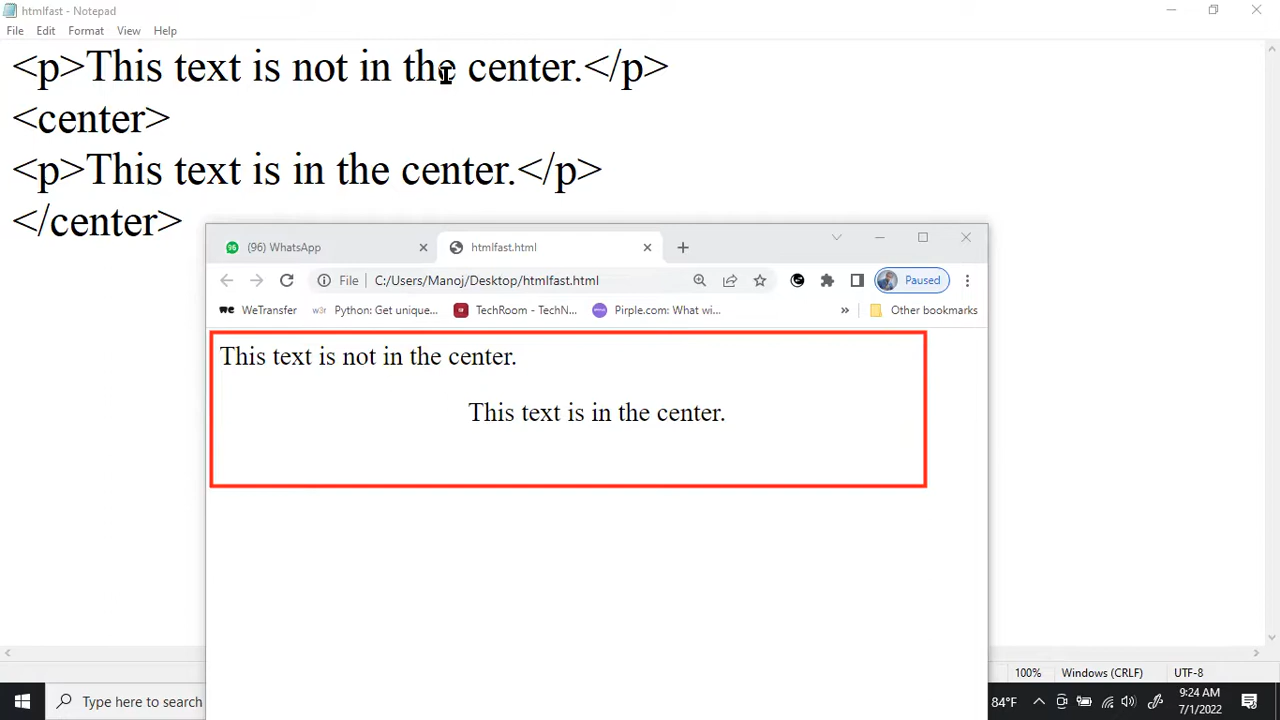 htmlfast - Notepad
File Edit Format View Help
<p>This text is not in the center.</p>
<center>
<p>This text is in the center.</p>
</center>
96 (96) WhatsApp htmlfast.html
File C:/Users/Manoj/Desktop/htmlfast.html Paused
we WeTransfer w3r Python: Get unique... TechRoom - TechN... Pirple.com: What wi... » Other bookmarks
This text is not in the center.
This text is in the center.
100% Windows (CRLF) UTF-8
Type here to search 84°F 9:24 AM
7/1/2022